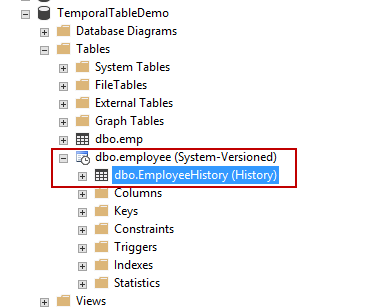 TemporalTableDemo
Database Diagrams
Tables
System Tables
FileTables
External Tables
Graph Tables
dbo.emp
dbo.employee (System-Versioned)
dbo.EmployeeHistory (History)
Columns
Keys
Constraints
Triggers
Indexes
Statistics
Views